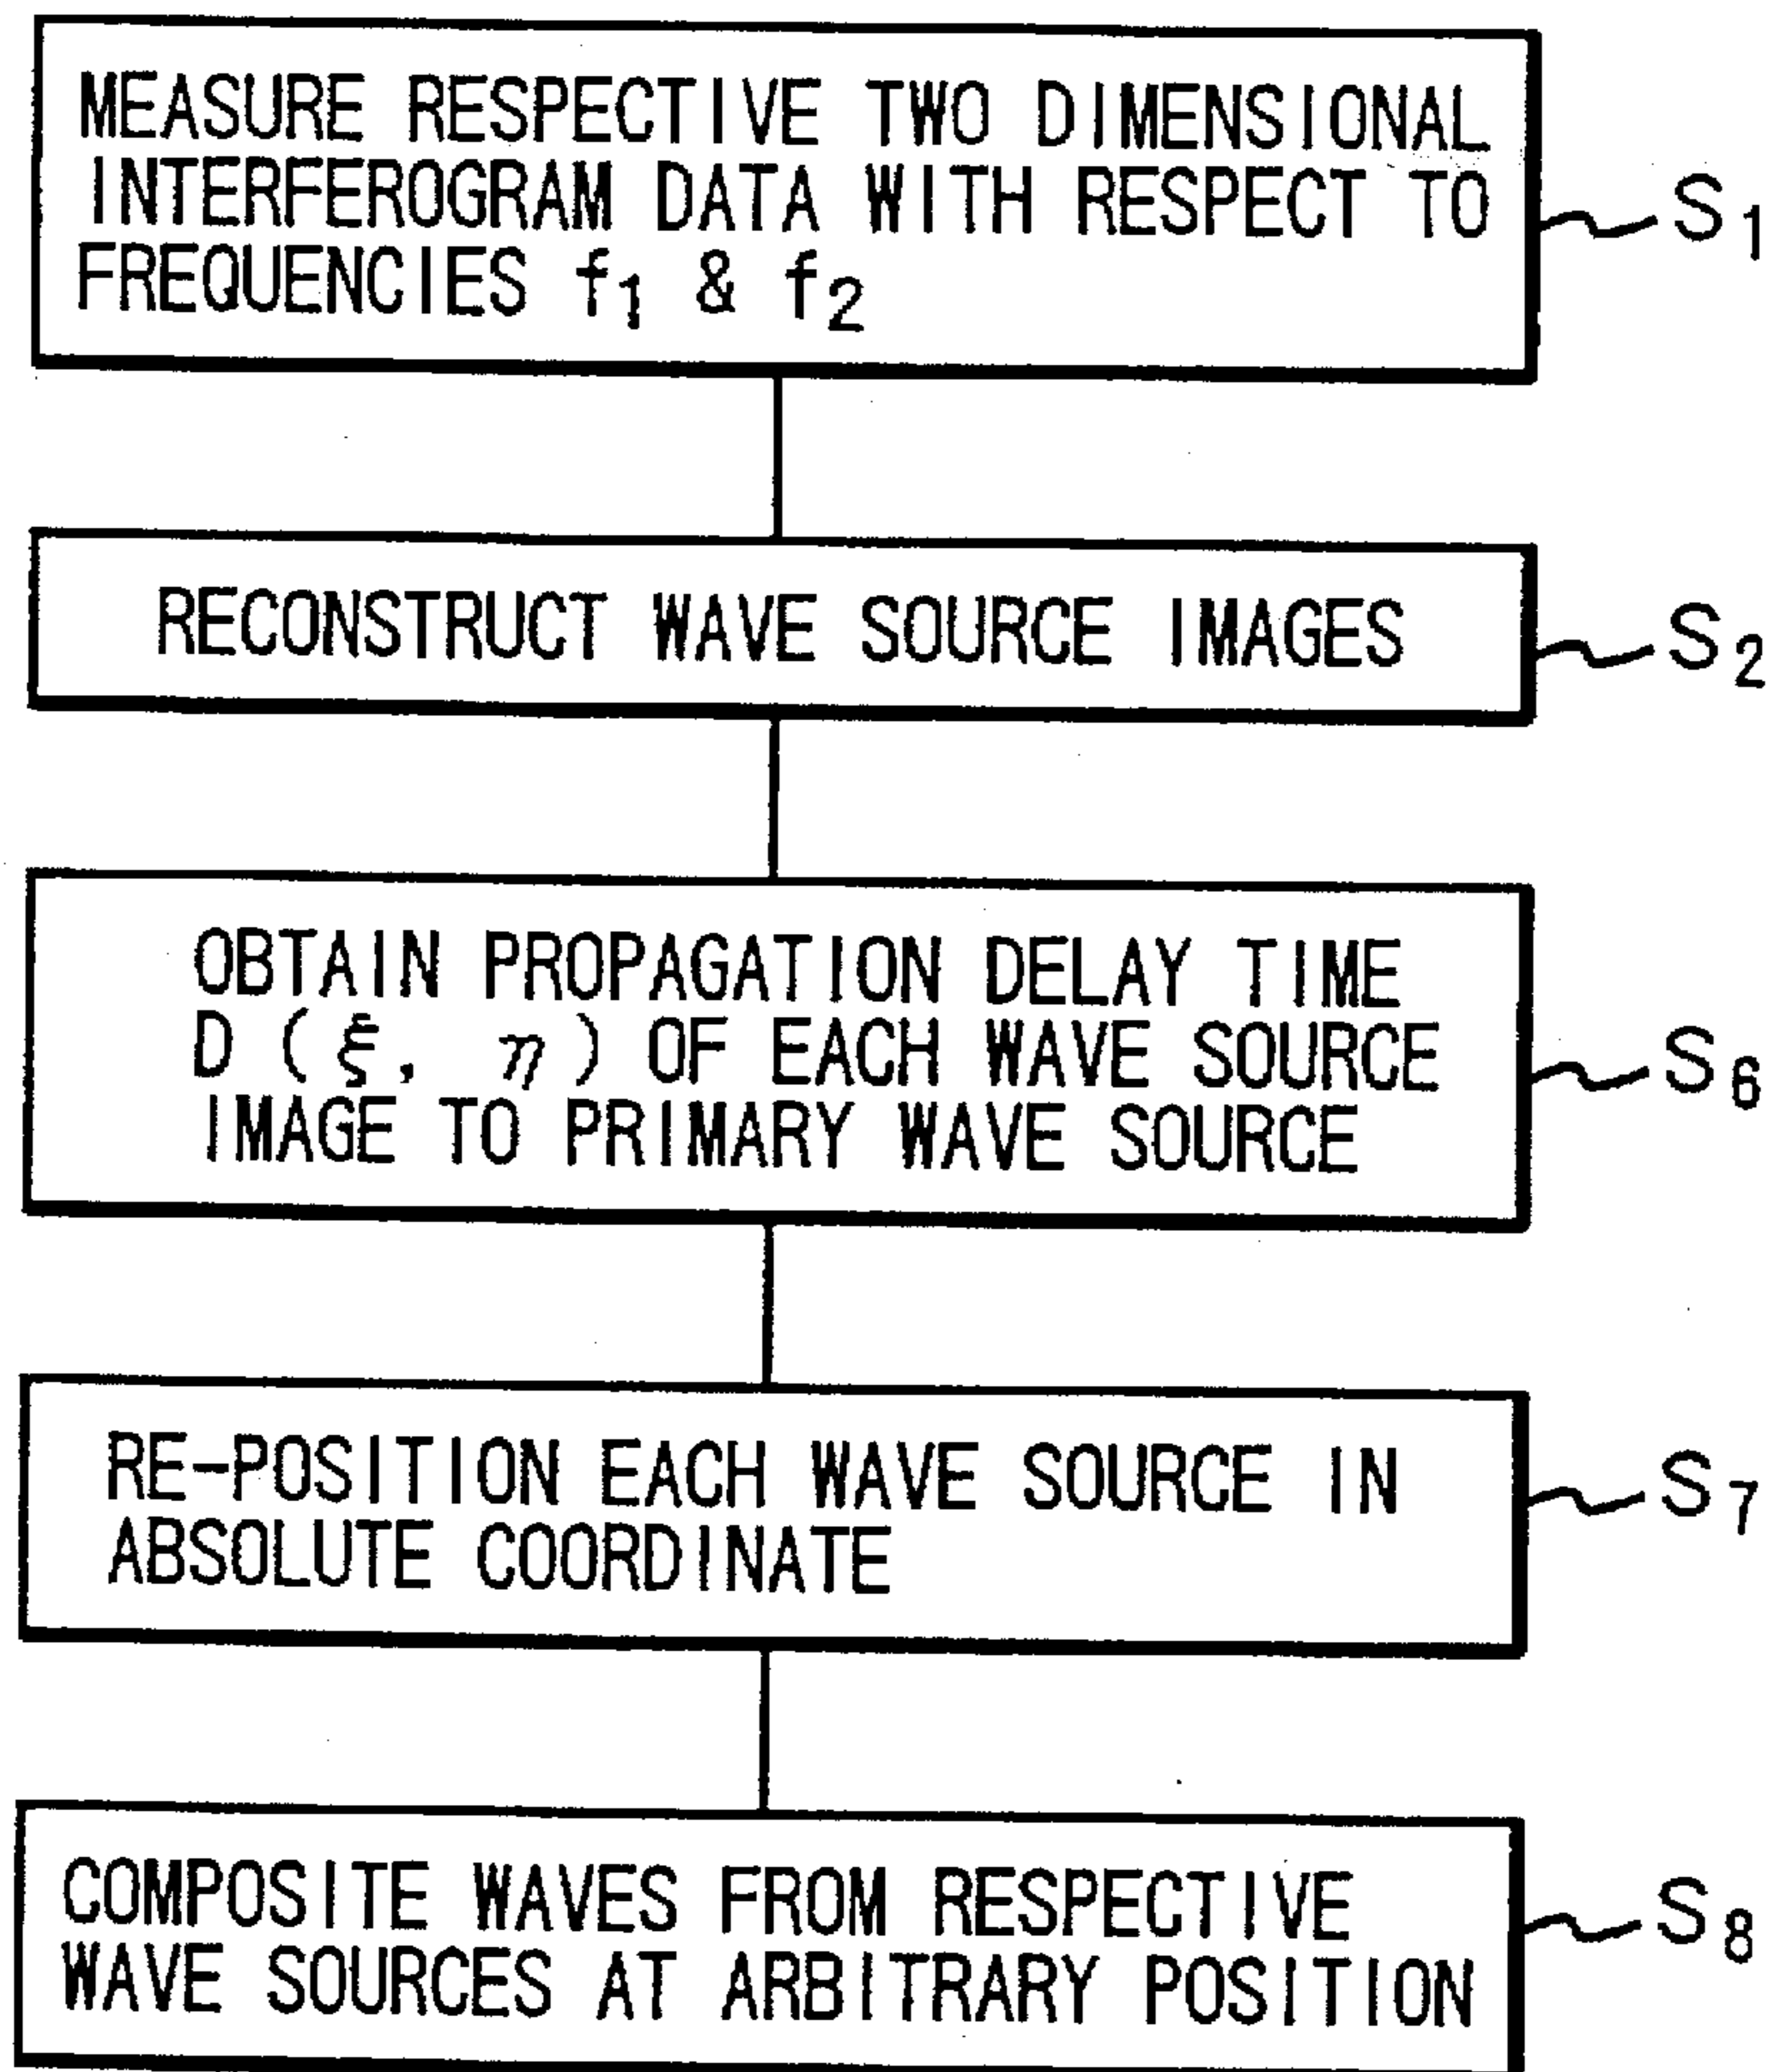 MEASURE RESPECTIVE TWO DIMENSIONAL
INTERFEROGRAM DATA WITH RESPECT TO
FREQUENCIES f1 & f2
S1
RECONSTRUCT WAVE SOURCE IMAGES
S2
OBTAIN PROPAGATION DELAY TIME
D (ξ, η) OF EACH WAVE SOURCE
IMAGE TO PRIMARY WAVE SOURCE
S6
RE-POSITION EACH WAVE SOURCE IN
ABSOLUTE COORDINATE
S7
COMPOSITE WAVES FROM RESPECTIVE
WAVE SOURCES AT ARBITRARY POSITION
S8